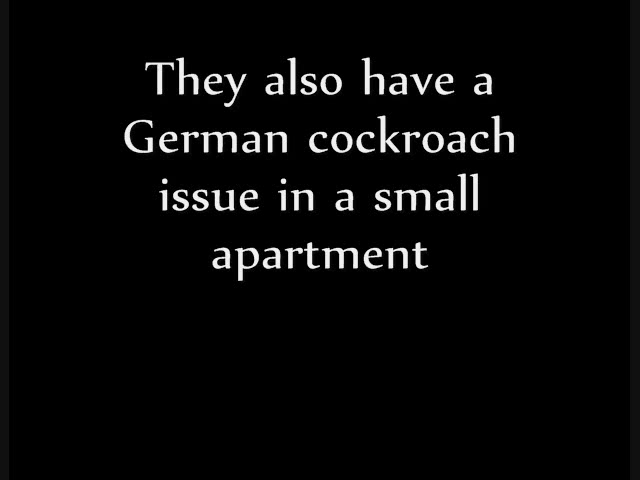 They also have a
German cockroach
issue in a small
apartment